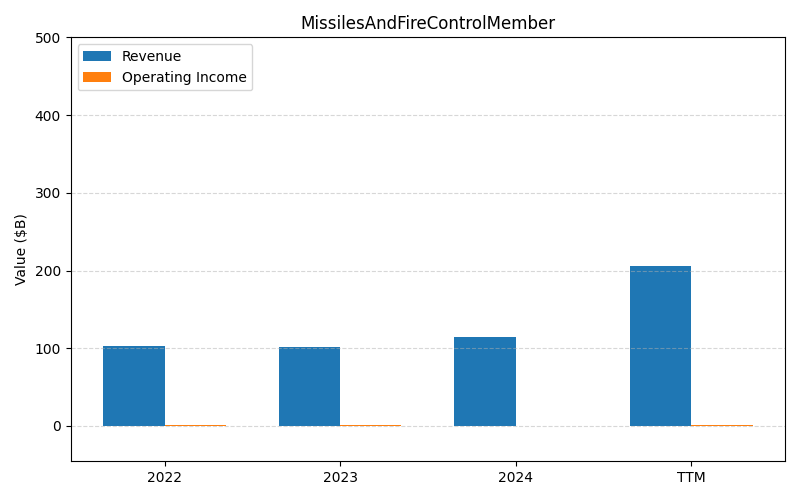 MissilesAndFireControlMember
Revenue
Operating Income
Value ($B)
500
400
300
200
100
0
2022
2023
2024
TTM